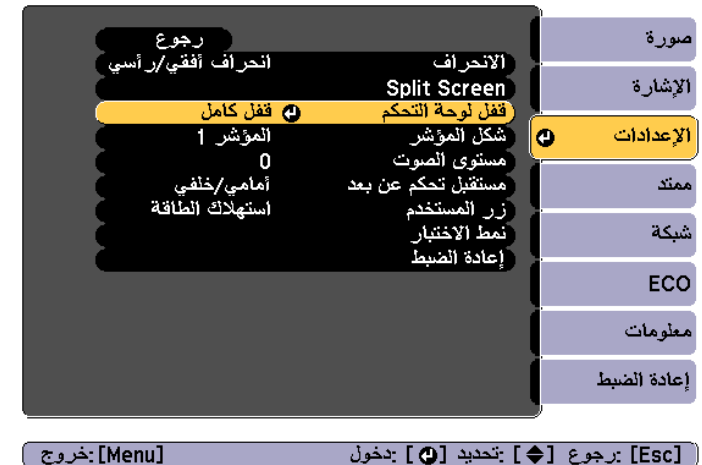 صورة
الإشارة
الإعدادات
ممتد
شبكة
ECO
معلومات
إعادة الضبط
رجوع
الانحراف انحراف أفقي/رأسي
Split Screen
قفل لوحة التحكم قفل كامل
شكل المؤشر المؤشر 1
مستوى الصوت 0
مستقبل تحكم عن بعد أمامي/خلفي
زر المستخدم استهلاك الطاقة
نمط الاختبار
إعادة الضبط
[Esc] :رجوع [ ] :تحديد [ ] :دخول [Menu] :خروج